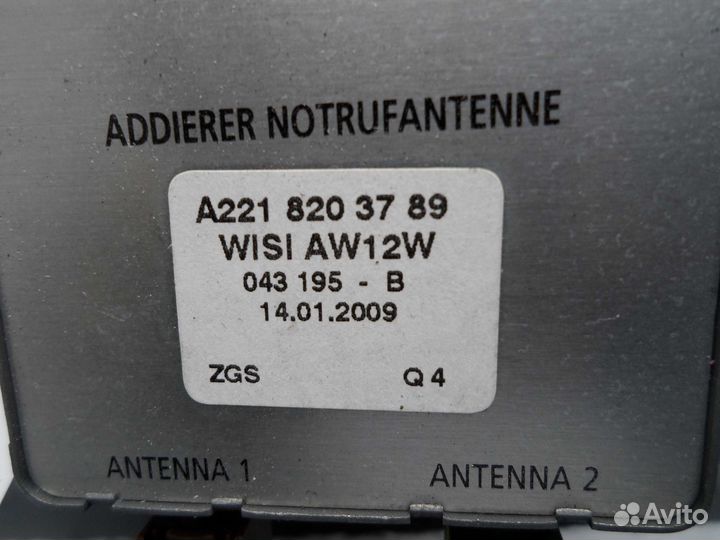 ADDIERER NOTRUFANTENNE
A221 820 37 89
WISI AW12W
043 195 - B
14.01.2009
ZGS Q4
ANTENNA 1 ANTENNA 2
Avito